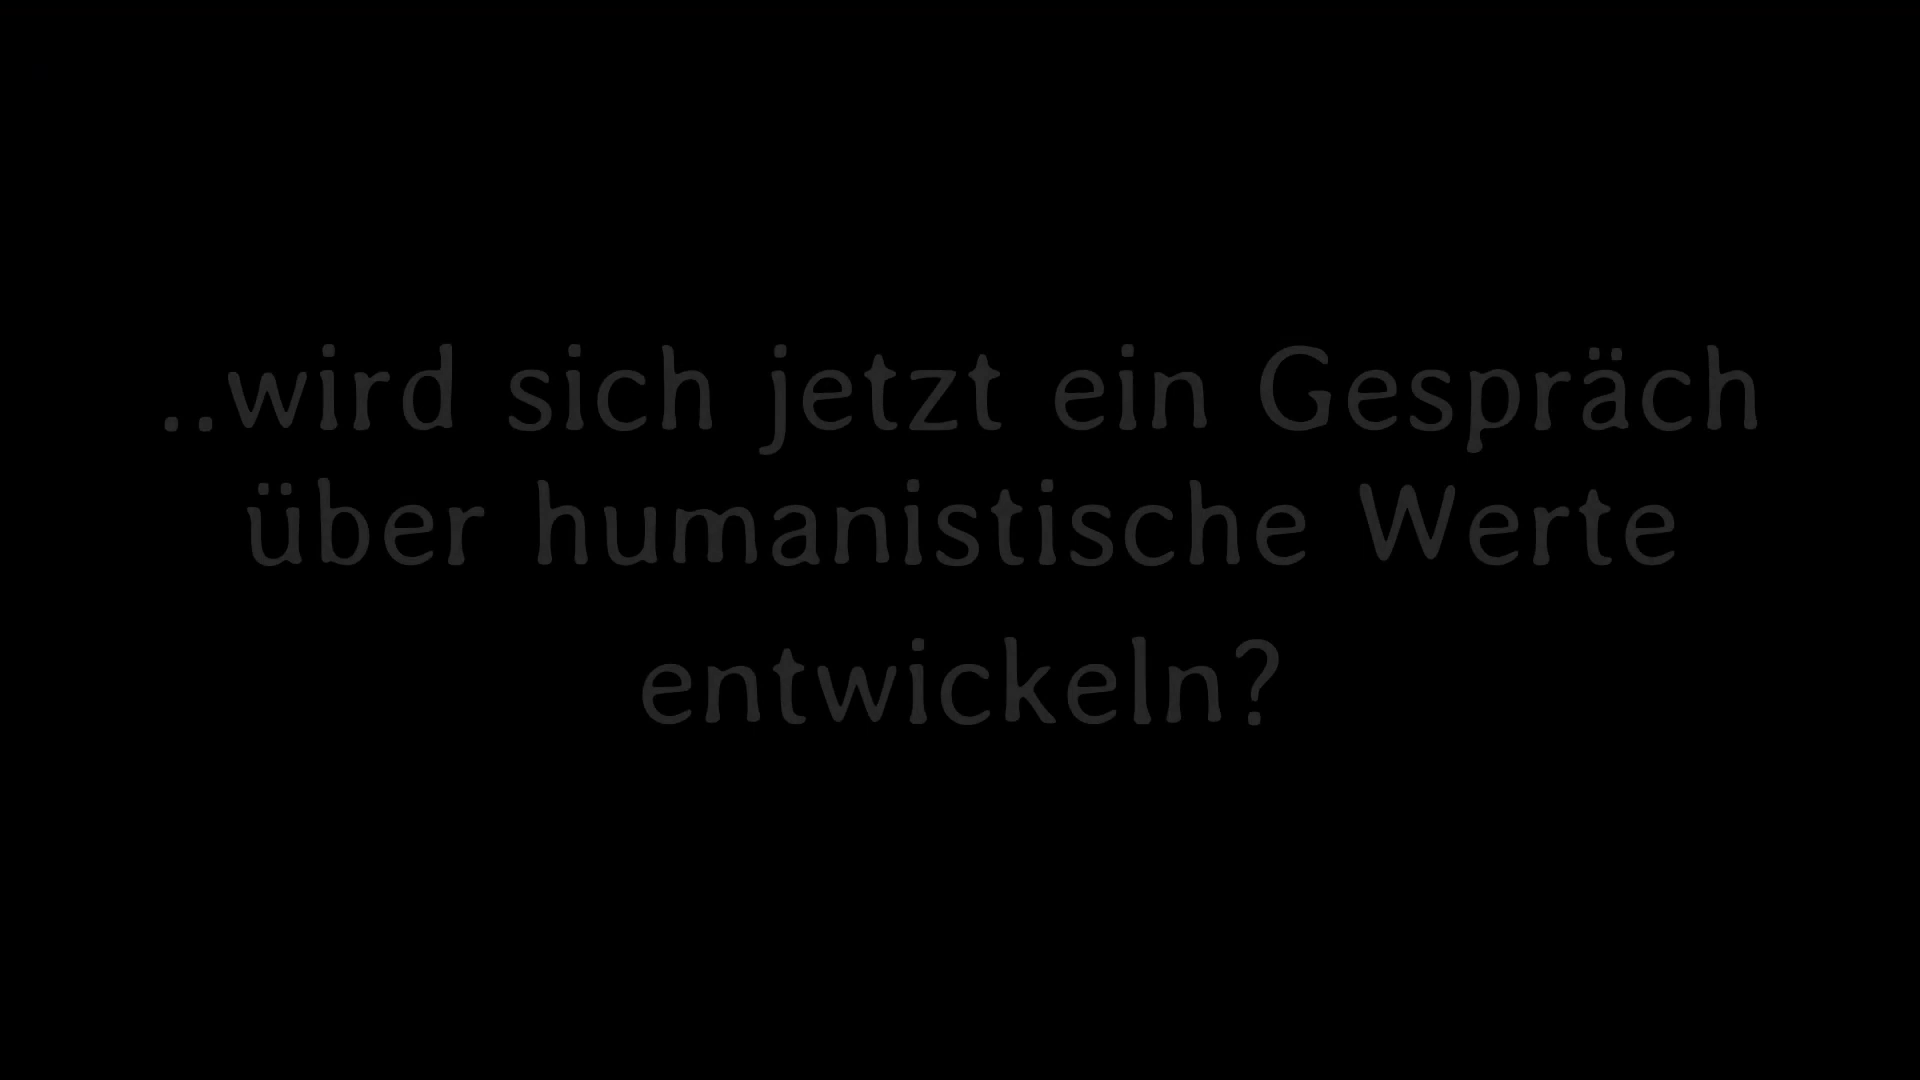 ..wird sich jetzt ein Gespräch
über humanistische Werte
entwickeln?